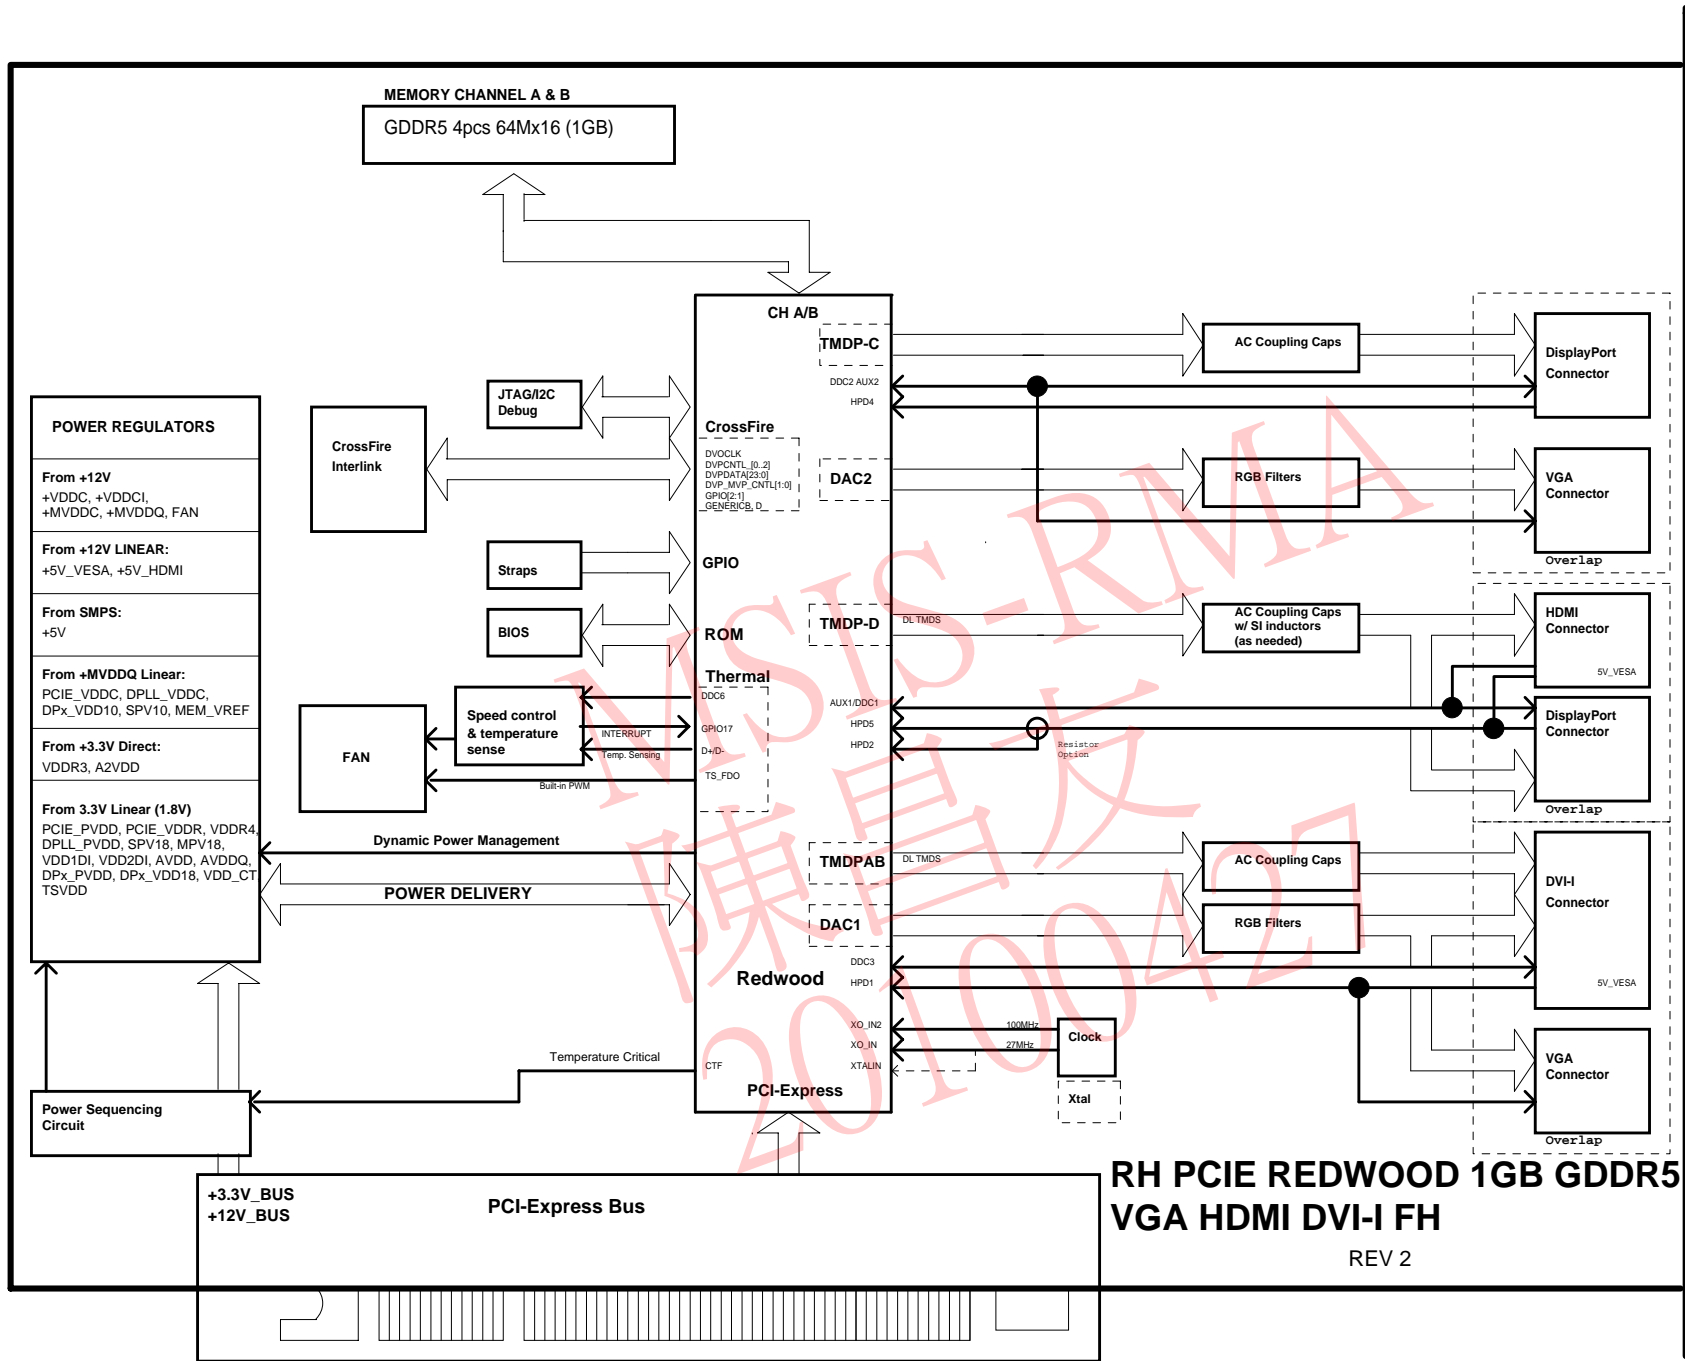 MEMORY CHANNEL A & B
GDDR5 4pcs 64Mx16 (1GB)
CH A/B
TMDP-C
DDC2 AUX2
HPD4
AC Coupling Caps
DisplayPort
Connector
JTAG/I2C
Debug
CrossFire
Interlink
CrossFire
DVOCLK
DVPCNTL_[0..2]
DVPDATA[23:0]
DVP_MVP_CNTL[1:0]
GPIO[2:1]
GENERICB, D
DAC2
RGB Filters
VGA
Connector
Overlap
POWER REGULATORS
From +12V
+VDDC, +VDDCI,
+MVDDC, +MVDDQ, FAN
From +12V LINEAR:
+5V_VESA, +5V_HDMI
From SMPS:
+5V
From +MVDDQ Linear:
PCIE_VDDC, DPLL_VDDC,
DPx_VDD10, SPV10, MEM_VREF
From +3.3V Direct:
VDDR3, A2VDD
From 3.3V Linear (1.8V)
PCIE_PVDD, PCIE_VDDR, VDDR4,
DPLL_PVDD, SPV18, MPV18,
VDD1DI, VDD2DI, AVDD, AVDDQ,
DPx_PVDD, DPx_VDD18, VDD_CT
TSVDD
Straps
GPIO
BIOS
ROM
TMDP-D
DL TMDS
AC Coupling Caps
w/ SI inductors
(as needed)
HDMI
Connector
5V_VESA
Thermal
DDC6
GPIO17
D+/D-
TS_FDO
Speed control
& temperature
sense
INTERRUPT
Temp. Sensing
FAN
Built-in PWM
AUX1/DDC1
HPD5
HPD2
Resistor
Option
DisplayPort
Connector
Overlap
Dynamic Power Management
POWER DELIVERY
TMDPAB
DL TMDS
AC Coupling Caps
DAC1
RGB Filters
DVI-I
Connector
5V_VESA
DDC3
HPD1
Redwood
XO_IN2
XO_IN
XTALIN
100MHz
27MHz
Clock
Xtal
VGA
Connector
Overlap
Temperature Critical
CTF
PCI-Express
Power Sequencing
Circuit
+3.3V_BUS
+12V_BUS
PCI-Express Bus
RH PCIE REDWOOD 1GB GDDR5
VGA HDMI DVI-I FH
REV 2
MSIS-RMA
陳昌友
20100427